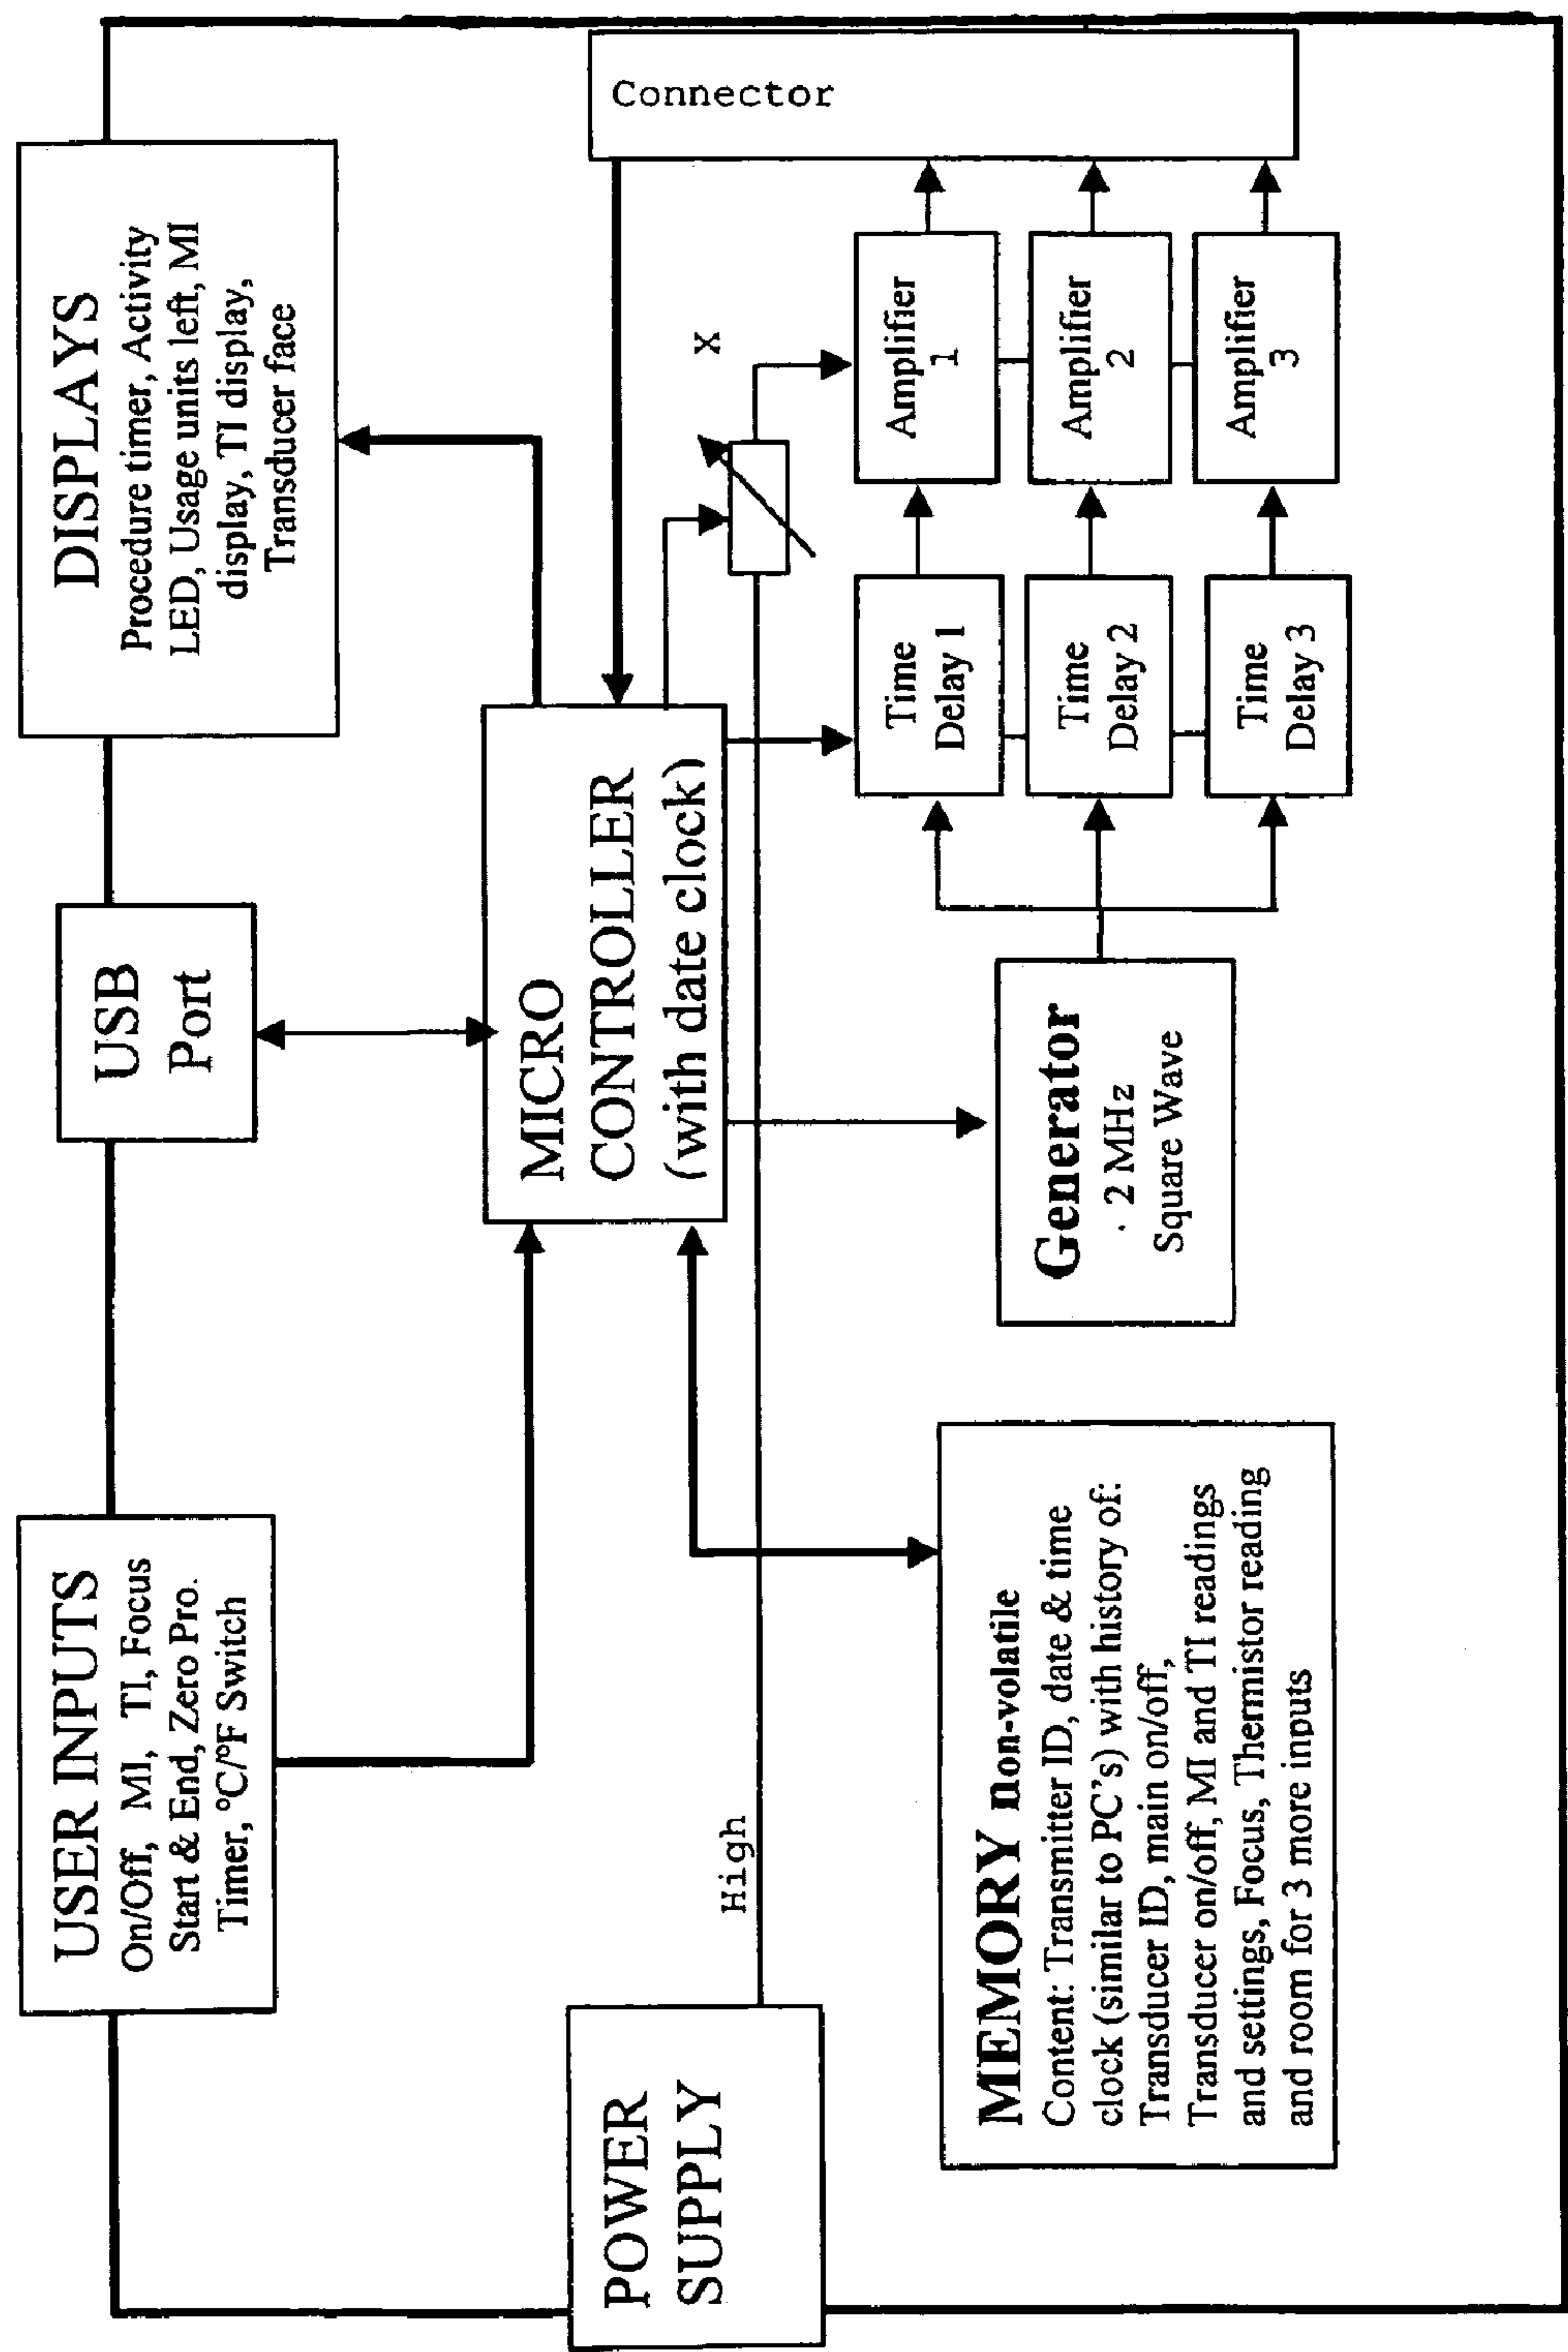 USER INPUTS
On/Off, MI, TI, Focus
Start & End, Zero Pro.
Timer, °C/°F Switch
USB
Port
DISPLAYS
Procedure timer, Activity
LED, Usage units left, MI
display, TI display,
Transducer face
POWER
SUPPLY
High
MICRO
CONTROLLER
(with date clock)
X
Connector
MEMORY non-volatile
Content: Transmitter ID, date & time
clock (similar to PC's) with history of:
Transducer ID, main on/off,
Transducer on/off, MI and TI readings
and settings, Focus, Thermistor reading
and room for 3 more inputs
Generator
· 2 MHz
Square Wave
Time
Delay 1
Time
Delay 2
Time
Delay 3
Amplifier
1
Amplifier
2
Amplifier
3